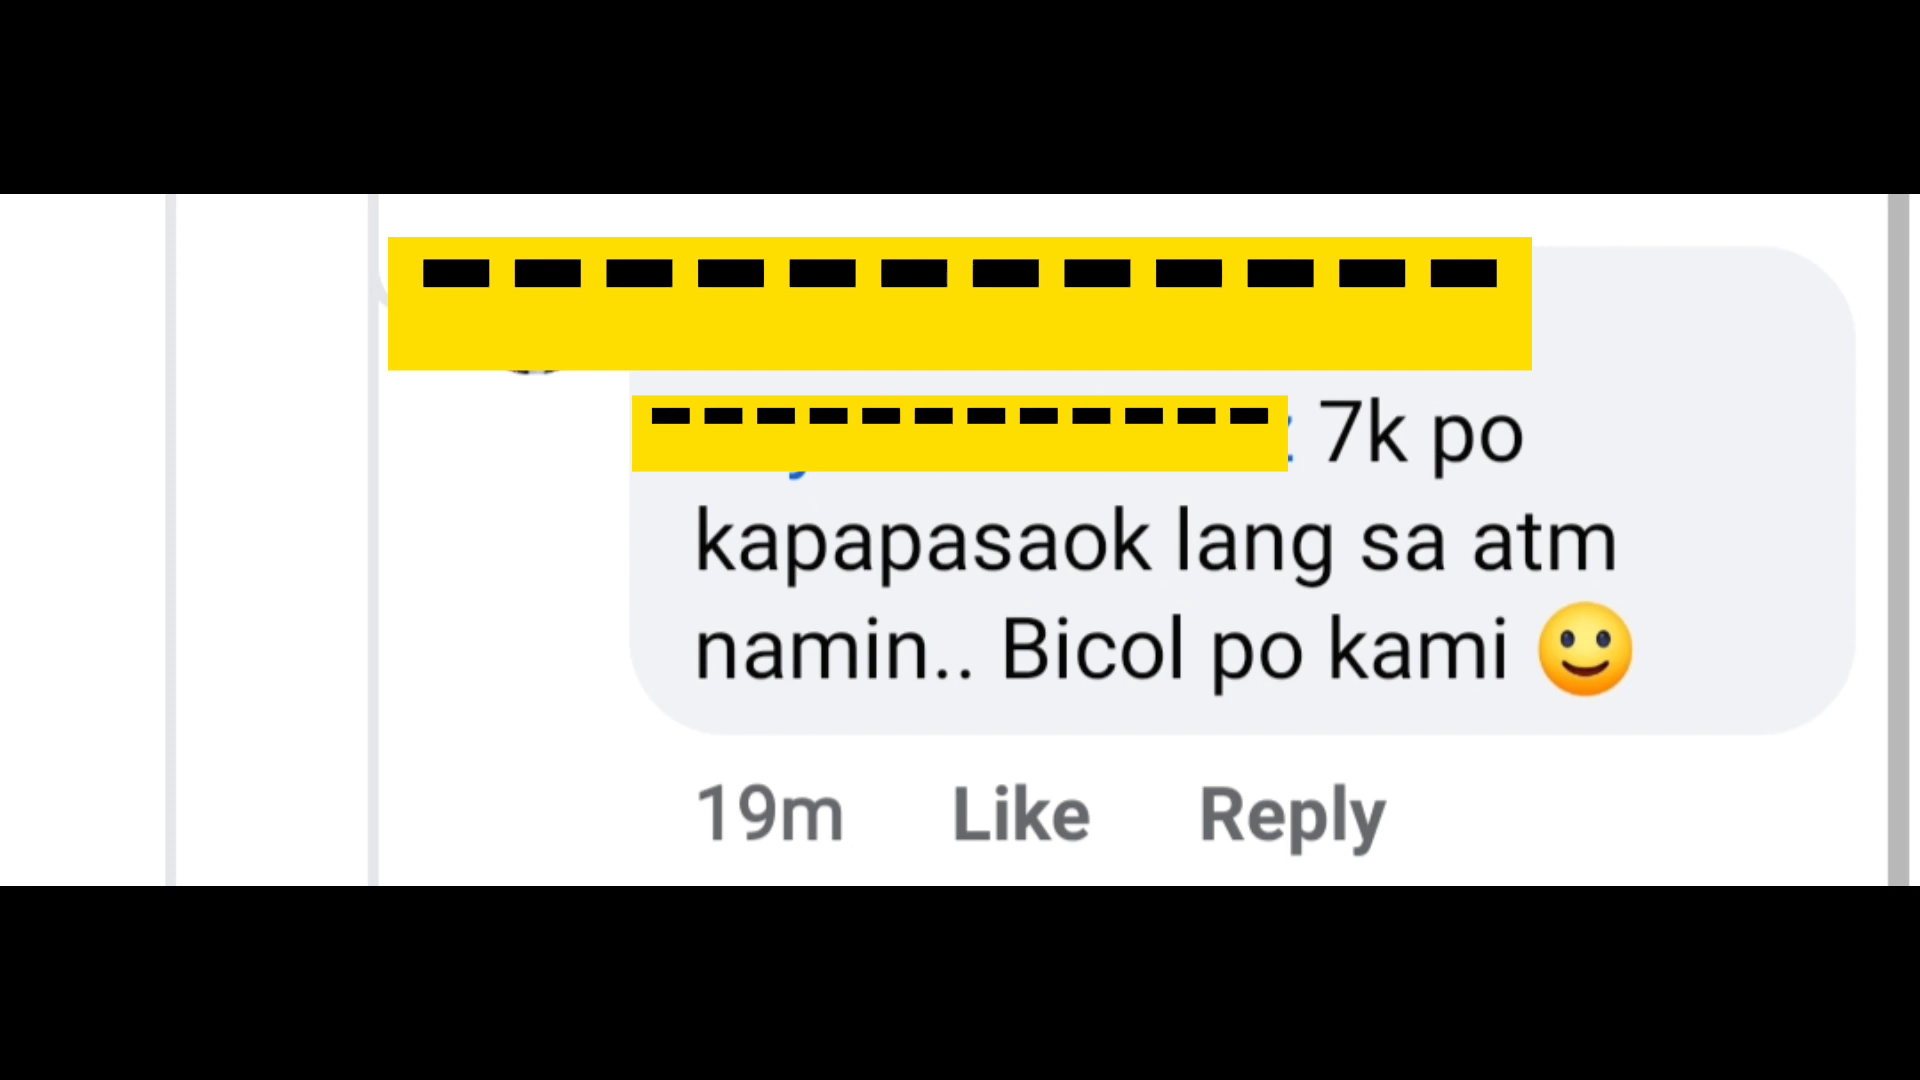 7k po
kapapasaok lang sa atm
namin.. Bicol po kami 🙂
19m Like Reply